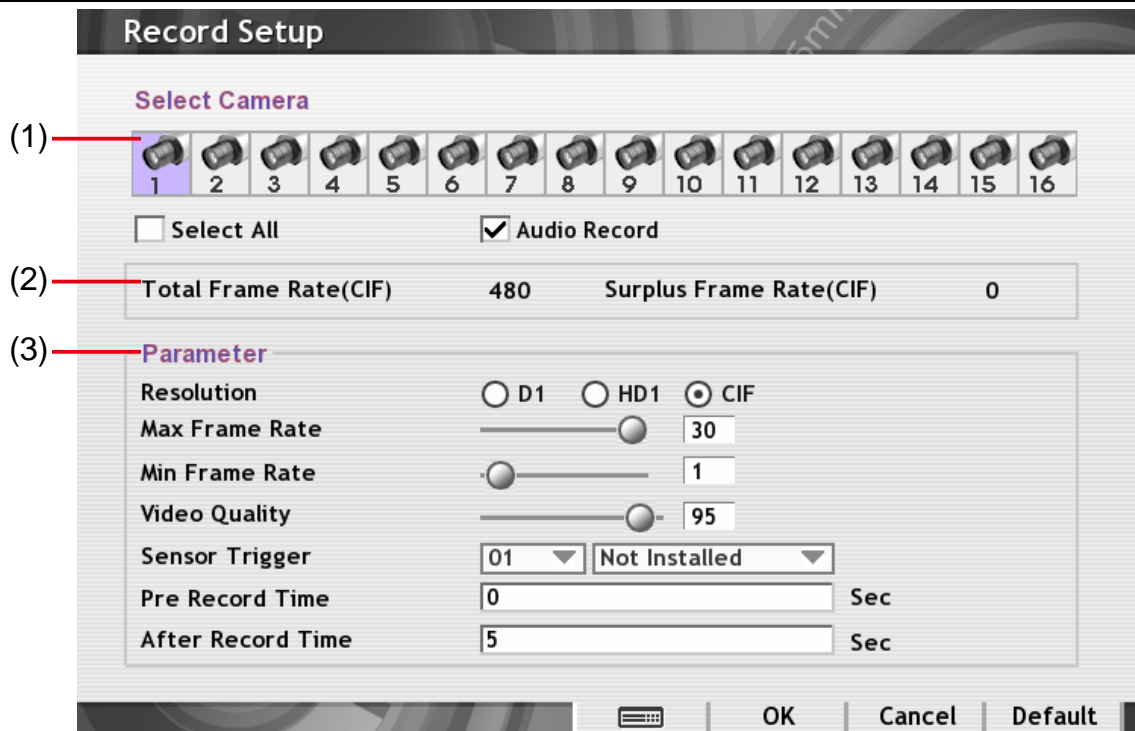 Record Setup
6mm
Select Camera
(1)
1 2 3 4 5 6 7 8 9 10 11 12 13 14 15 16
Select All Audio Record
(2)
Total Frame Rate(CIF) 480 Surplus Frame Rate(CIF) 0
(3)
Parameter
Resolution D1 HD1 CIF
Max Frame Rate 30
Min Frame Rate 1
Video Quality 95
Sensor Trigger 01 Not Installed
Pre Record Time 0 Sec
After Record Time 5 Sec
OK Cancel Default